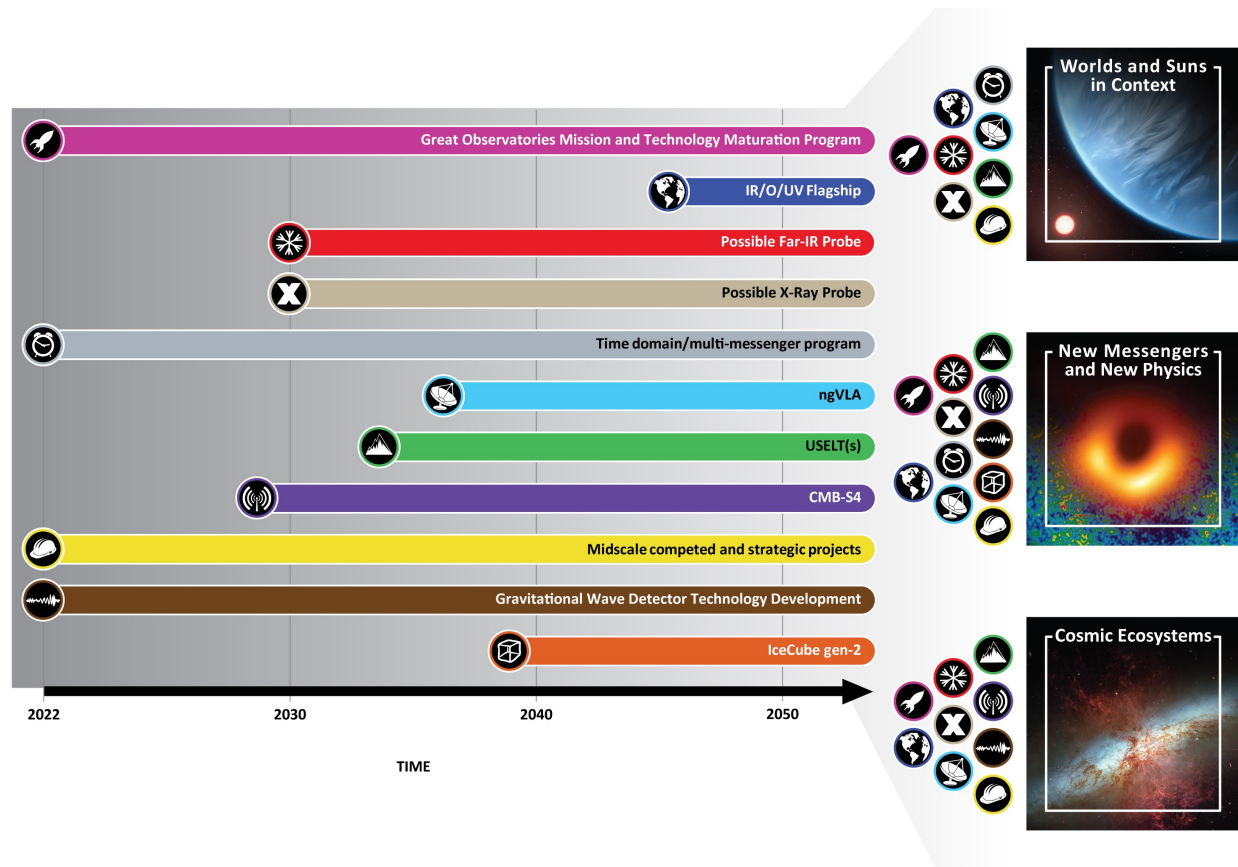 Worlds and Suns
in Context
Great Observatories Mission and Technology Maturation Program
IR/O/UV Flagship
Possible Far-IR Probe
X
Possible X-Ray Probe
X
Time domain/multi-messenger program
New Messengers
and New Physics
ngVLA
X
USELT(s)
CMB-S4
Midscale competed and strategic projects
Gravitational Wave Detector Technology Development
IceCube gen-2
Cosmic Ecosystems
X
2022
2030
2040
2050
TIME